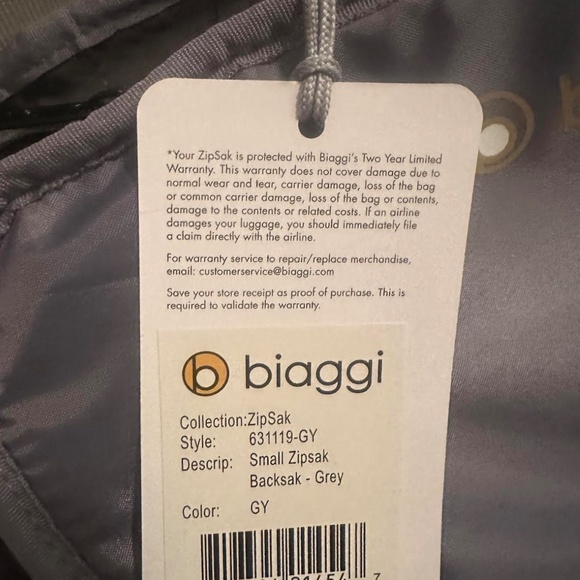 *Your ZipSak is protected with Biaggi's Two Year Limited
Warranty. This warranty does not cover damage due to
normal wear and tear, carrier damage, loss of the bag
or common carrier damage, loss of the bag or contents,
damage to the contents or related costs. If an airline
damages your luggage, you should immediately file
a claim directly with the airline.
For warranty service to repair/replace merchandise,
email: customerservice@biaggi.com
Save your store receipt as proof of purchase. This is
required to validate the warranty.
b biaggi
Collection:ZipSak
Style: 631119-GY
Descrip: Small Zipsak
Backsak - Grey
Color: GY
7